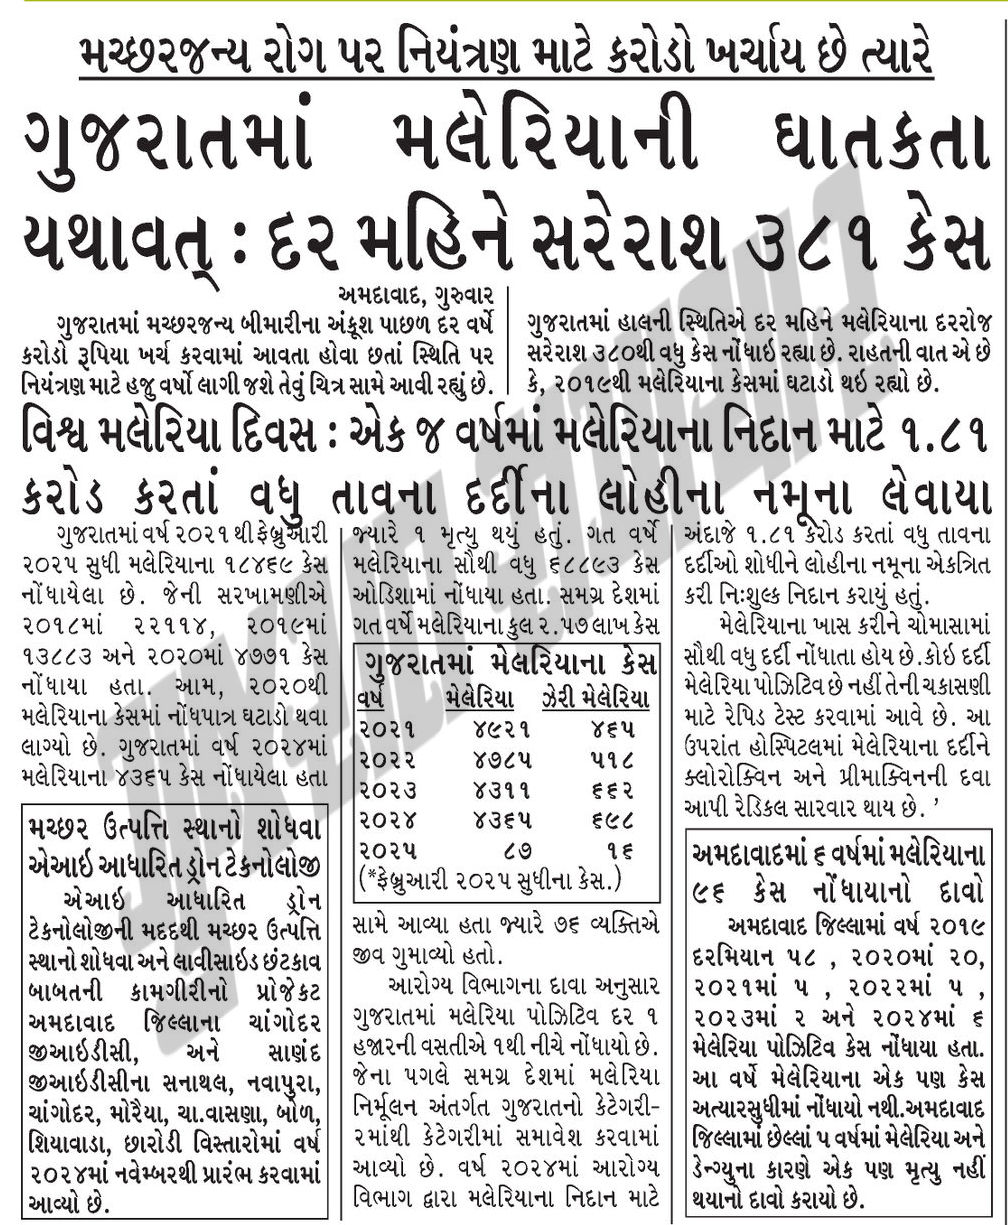 મચ્છરજન્ય રોગ પર નિયંત્રણ માટે કરોડો ખર્ચાય છે ત્યારે
ગુજરાતમાં મલેરિયાની ઘાતકતા
યથાવત્ : દર મહિને સરેરાશ ૩૮૧ કેસ
અમદાવાદ, ગુરુવાર
ગુજરાતમાં મચ્છરજન્ય બીમારીના અંકૂશ પાછળ દર વર્ષે
કરોડો રૂપિયા ખર્ચ કરવામાં આવતા હોવા છતાં સ્થિતિ પર
નિયંત્રણ માટે હજુ વર્ષો લાગી જશે તેવું ચિત્ર સામે આવી રહ્યું છે.
ગુજરાતમાં હાલની સ્થિતિએ દર મહિને મલેરિયાના દરરોજ
સરેરાશ ૩૮૦થી વધુ કેસ નોંધાઇ રહ્યા છે. રાહતની વાત એ છે
કે, ૨૦૧૯થી મલેરિયાના કેસમાં ઘટાડો થઇ રહ્યો છે.
વિશ્વ મલેરિયા દિવસ : એક જ વર્ષમાં મલેરિયાના નિદાન માટે ૧.૮૧
કરોડ કરતાં વધુ તાવના દર્દીના લોહીના નમૂના લેવાયા
ગુજરાતમાં વર્ષ ૨૦૨૧ થી ફેબ્રુઆરી
૨૦૨૫ સુધી મલેરિયાના ૧૮૪૬૯ કેસ
નોંધાયેલા છે. જેની સરખામણીએ
૨૦૧૮માં ૨૨૧૧૪, ૨૦૧૯માં
૧૩૮૮૩ અને ૨૦૨૦માં ૪૭૭૧ કેસ
નોંધાયા હતા. આમ, ૨૦૨૦થી
મલેરિયાના કેસમાં નોંધપાત્ર ઘટાડો થવા
લાગ્યો છે. ગુજરાતમાં વર્ષ ૨૦૨૪માં
મલેરિયાના ૪૩૬૫ કેસ નોંધાયેલા હતા
મચ્છર ઉત્પત્તિ સ્થાનો શોધવા
એઆઇ આધારિત ડ્રોન ટેકનોલોજી
એઆઇ આધારિત ડ્રોન
ટેકનોલોજીની મદદથી મચ્છર ઉત્પત્તિ
સ્થાનો શોધવા અને લાવીસાઇડ છંટકાવ
બાબતની કામગીરીનો પ્રોજેકટ
અમદાવાદ જિલ્લાના ચાંગોદર
જીઆઇડીસી, અને સાણંદ
જીઆઇડીસીના સનાથલ, નવાપુરા,
ચાંગોદર, મોરૈયા, ચા.વાસણા, બોળ,
શિયાવાડા, છારોડી વિસ્તારોમાં વર્ષ
૨૦૨૪માં નવેમ્બરથી પ્રારંભ કરવામાં
આવ્યો છે.
જ્યારે ૧ મૃત્યુ થયું હતું. ગત વર્ષે
મલેરિયાના સૌથી વધુ ૬૮૮૯૩ કેસ
ઓડિશામાં નોંધાયા હતા. સમગ્ર દેશમાં
ગત વર્ષે મલેરિયાના કુલ ૨.૫૭ લાખ કેસ
ગુજરાતમાં મેલરિયાના કેસ
વર્ષ મેલેરિયા ઝેરી મેલેરિયા
૨૦૨૧ ૪૯૨૧ ૪૬૫
૨૦૨૨ ૪૭૮૫ ૫૧૮
૨૦૨૩ ૪૩૧૧ ૬૬૨
૨૦૨૪ ૪૩૬૫ ૬૯૮
૨૦૨૫ ૮૭ ૧૬
(*ફેબ્રુઆરી ૨૦૨૫ સુધીના કેસ.)
સામે આવ્યા હતા જ્યારે ૭૬ વ્યક્તિએ
જીવ ગુમાવ્યો હતો.
આરોગ્ય વિભાગના દાવા અનુસાર
ગુજરાતમાં મલેરિયા પોઝિટિવ દર ૧
હજારની વસતીએ ૧થી નીચે નોંધાયો છે.
જેના પગલે સમગ્ર દેશમાં મલેરિયા
નિર્મૂલન અંતર્ગત ગુજરાતનો કેટેગરી-
૨માંથી કેટેગરીમાં સમાવેશ કરવામાં
આવ્યો છે. વર્ષ ૨૦૨૪માં આરોગ્ય
વિભાગ દ્વારા મલેરિયાના નિદાન માટે
અંદાજે ૧.૮૧ કરોડ કરતાં વધુ તાવના
દર્દીઓ શોધીને લોહીના નમૂના એકત્રિત
કરી નિઃશુલ્ક નિદાન કરાયું હતું.
મેલેરિયાના ખાસ કરીને ચોમાસામાં
સૌથી વધુ દર્દી નોંધાતા હોય છે.કોઇ દર્દી
મેલેરિયા પોઝિટિવ છે નહીં તેની ચકાસણી
માટે રેપિડ ટેસ્ટ કરવામાં આવે છે. આ
ઉપરાંત હોસ્પિટલમાં મેલેરિયાના દર્દીને
ક્લોરોક્વિન અને પ્રીમાક્વિનની દવા
આપી રેડિકલ સારવાર થાય છે. '
અમદાવાદમાં ૬ વર્ષમાં મલેરિયાના
૯૬ કેસ નોંધાયાનો દાવો
અમદાવાદ જિલ્લામાં વર્ષ ૨૦૧૯
દરમિયાન ૫૮ , ૨૦૨૦માં ૨૦,
૨૦૨૧માં ૫ , ૨૦૨૨માં ૫ ,
૨૦૨૩માં ૨ અને ૨૦૨૪માં ૬
મેલેરિયા પોઝિટિવ કેસ નોંધાયા હતા.
આ વર્ષે મેલેરિયાના એક પણ કેસ
અત્યારસુધીમાં નોંધાયો નથી.અમદાવાદ
જિલ્લામાં છેલ્લાં ૫ વર્ષમાં મેલેરિયા અને
ડેન્ગ્યુના કારણે એક પણ મૃત્યુ નહીં
થયાનો દાવો કરાયો છે.
ગુજરાત સમાચાર